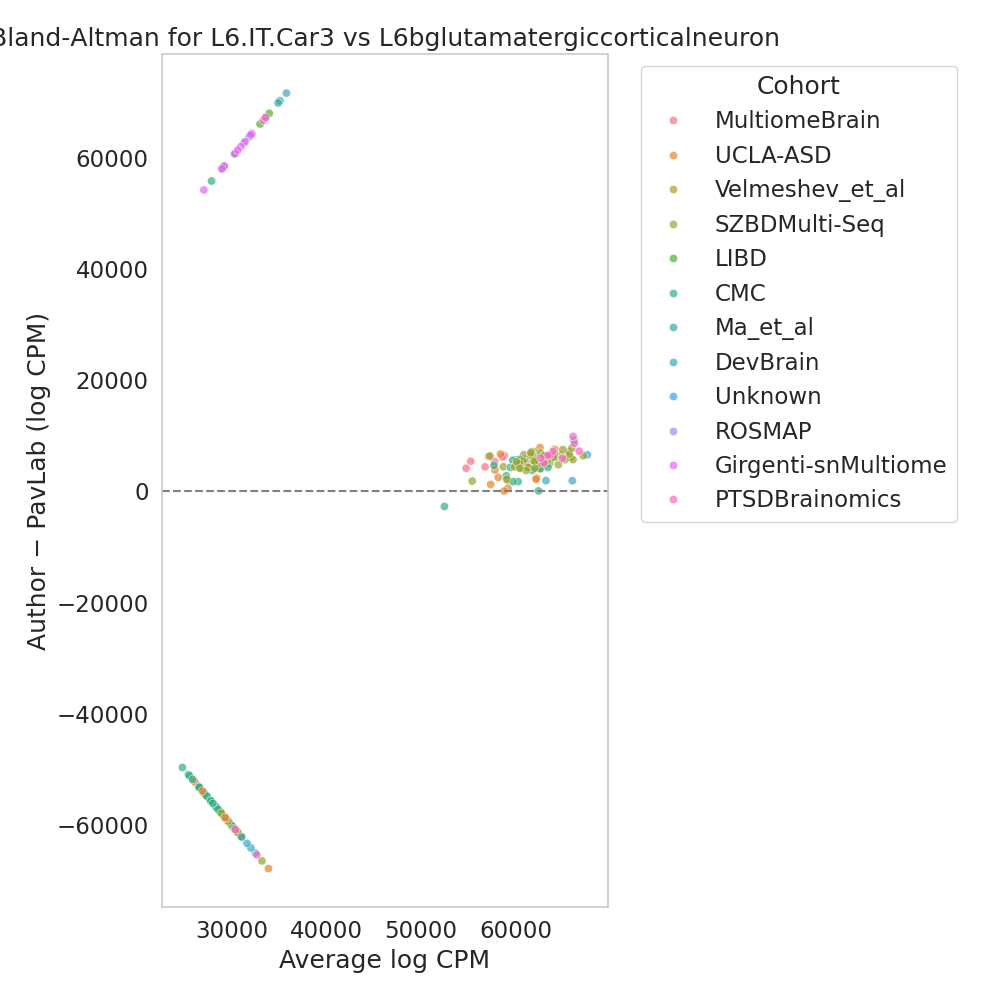 Bland-Altman for L6.IT.Car3 vs L6bglutamatergiccorticalneuron
60000
40000
20000
0
−20000
−40000
−60000
Author − PavLab (log CPM)
30000 40000 50000 60000
Average log CPM
Cohort
MultiomeBrain
UCLA-ASD
Velmeshev_et_al
SZBDMulti-Seq
LIBD
CMC
Ma_et_al
DevBrain
Unknown
ROSMAP
Girgenti-snMultiome
PTSDBrainomics